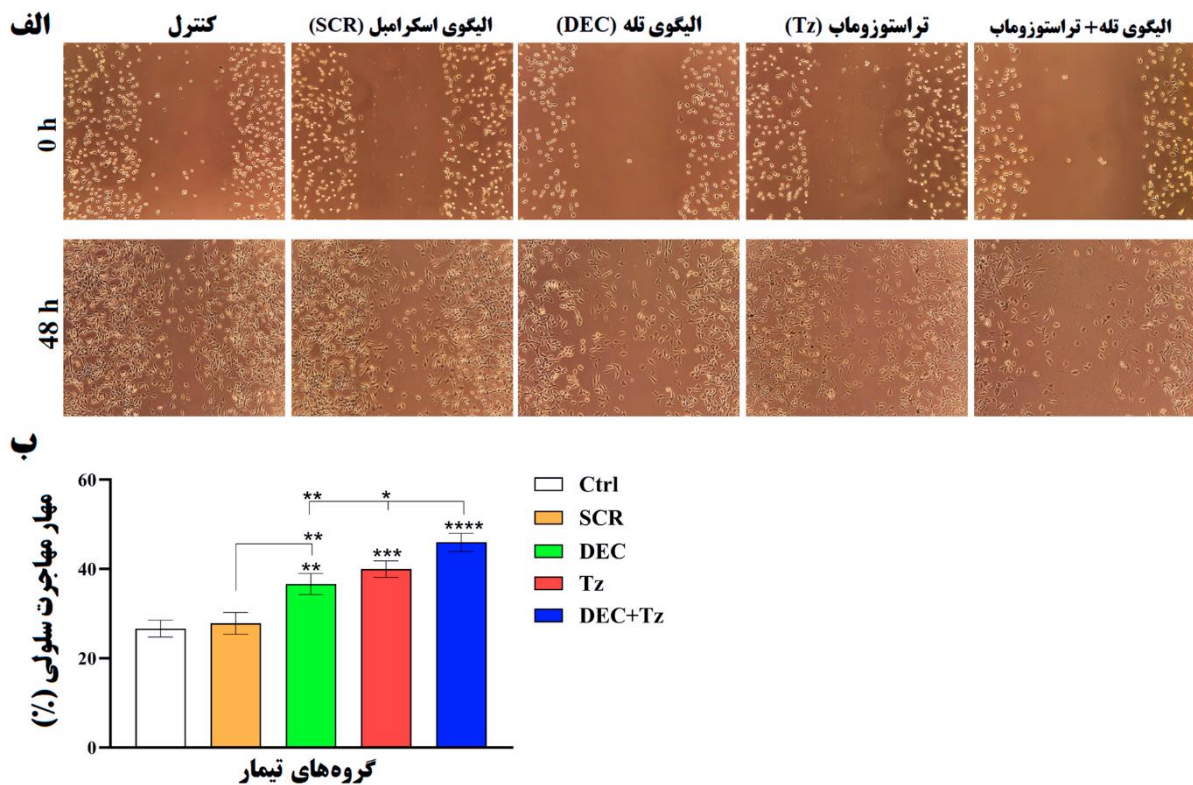 الف
کنترل
الیگوی اسکرامبل (SCR)
الیگوی تله (DEC)
تراستوزوماب (Tz)
الیگوی تله+ تراستوزوماب
0 h
48 h
ب
مهار مهاجرت سلولی (%)
60
40
20
0
**
*
**
**
***
****
Ctrl
SCR
DEC
Tz
DEC+Tz
گروه‌های تیمار